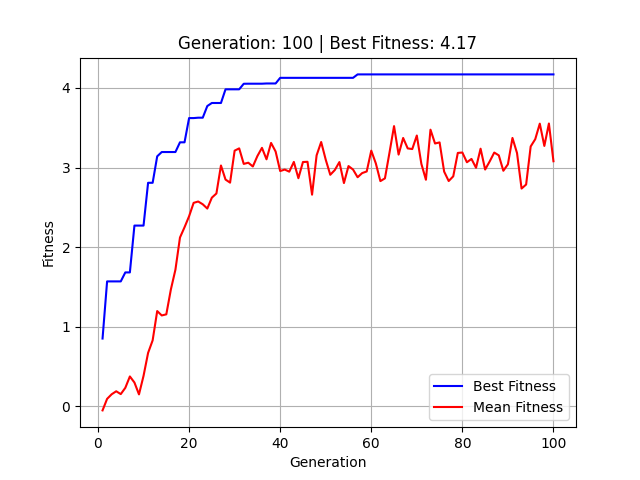 Generation: 100 | Best Fitness: 4.17
Fitness
4
3
2
1
0
0 20 40 60 80 100
Generation
Best Fitness
Mean Fitness